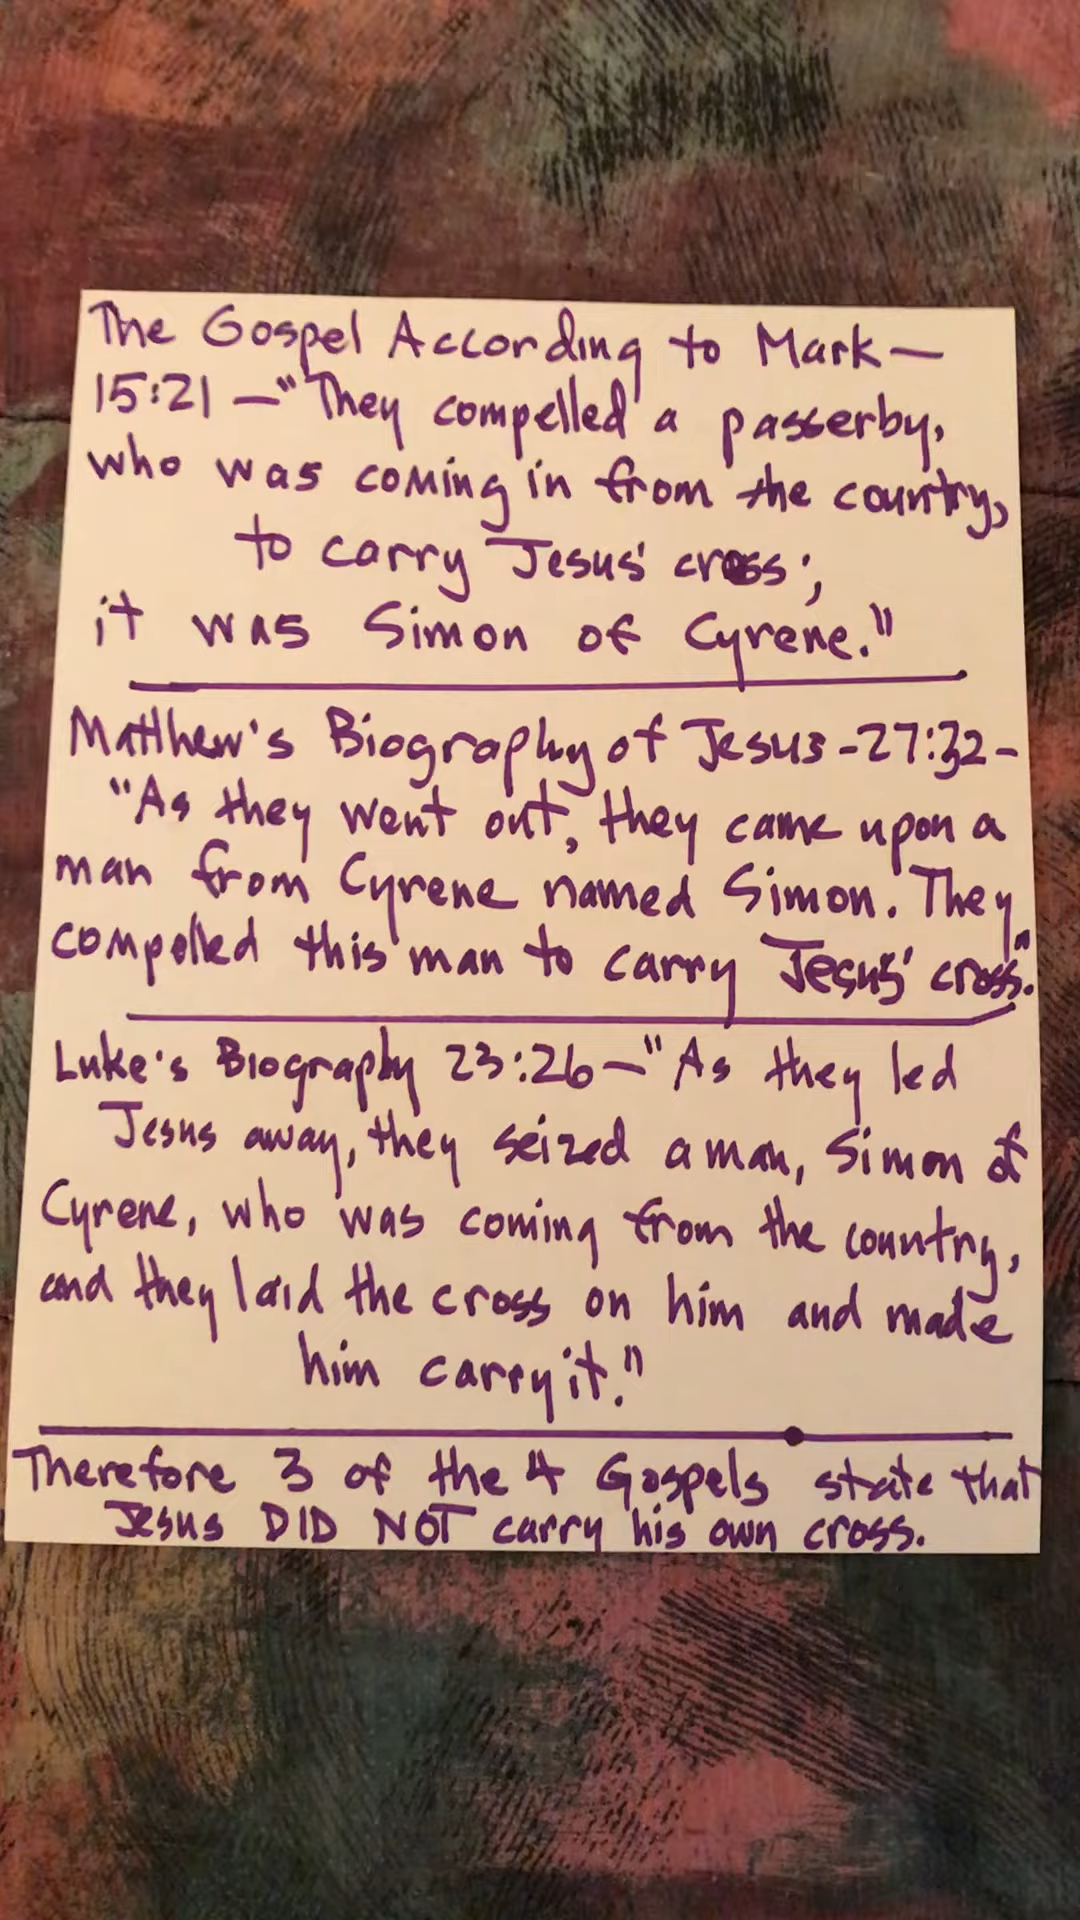 The Gospel According to Mark —
15:21 — "They compelled a passerby,
who was coming in from the country,
to carry Jesus' cross;
it was Simon of Cyrene."
Matthew's Biography of Jesus - 27:32 -
"As they went out, they came upon a
man from Cyrene named Simon. They
compelled this man to carry Jesus' cross."
Luke's Biography 23:26 — "As they led
Jesus away, they seized a man, Simon of
Cyrene, who was coming from the country,
and they laid the cross on him and made
him carry it."
Therefore 3 of the 4 Gospels state that
Jesus DID NOT carry his own cross.